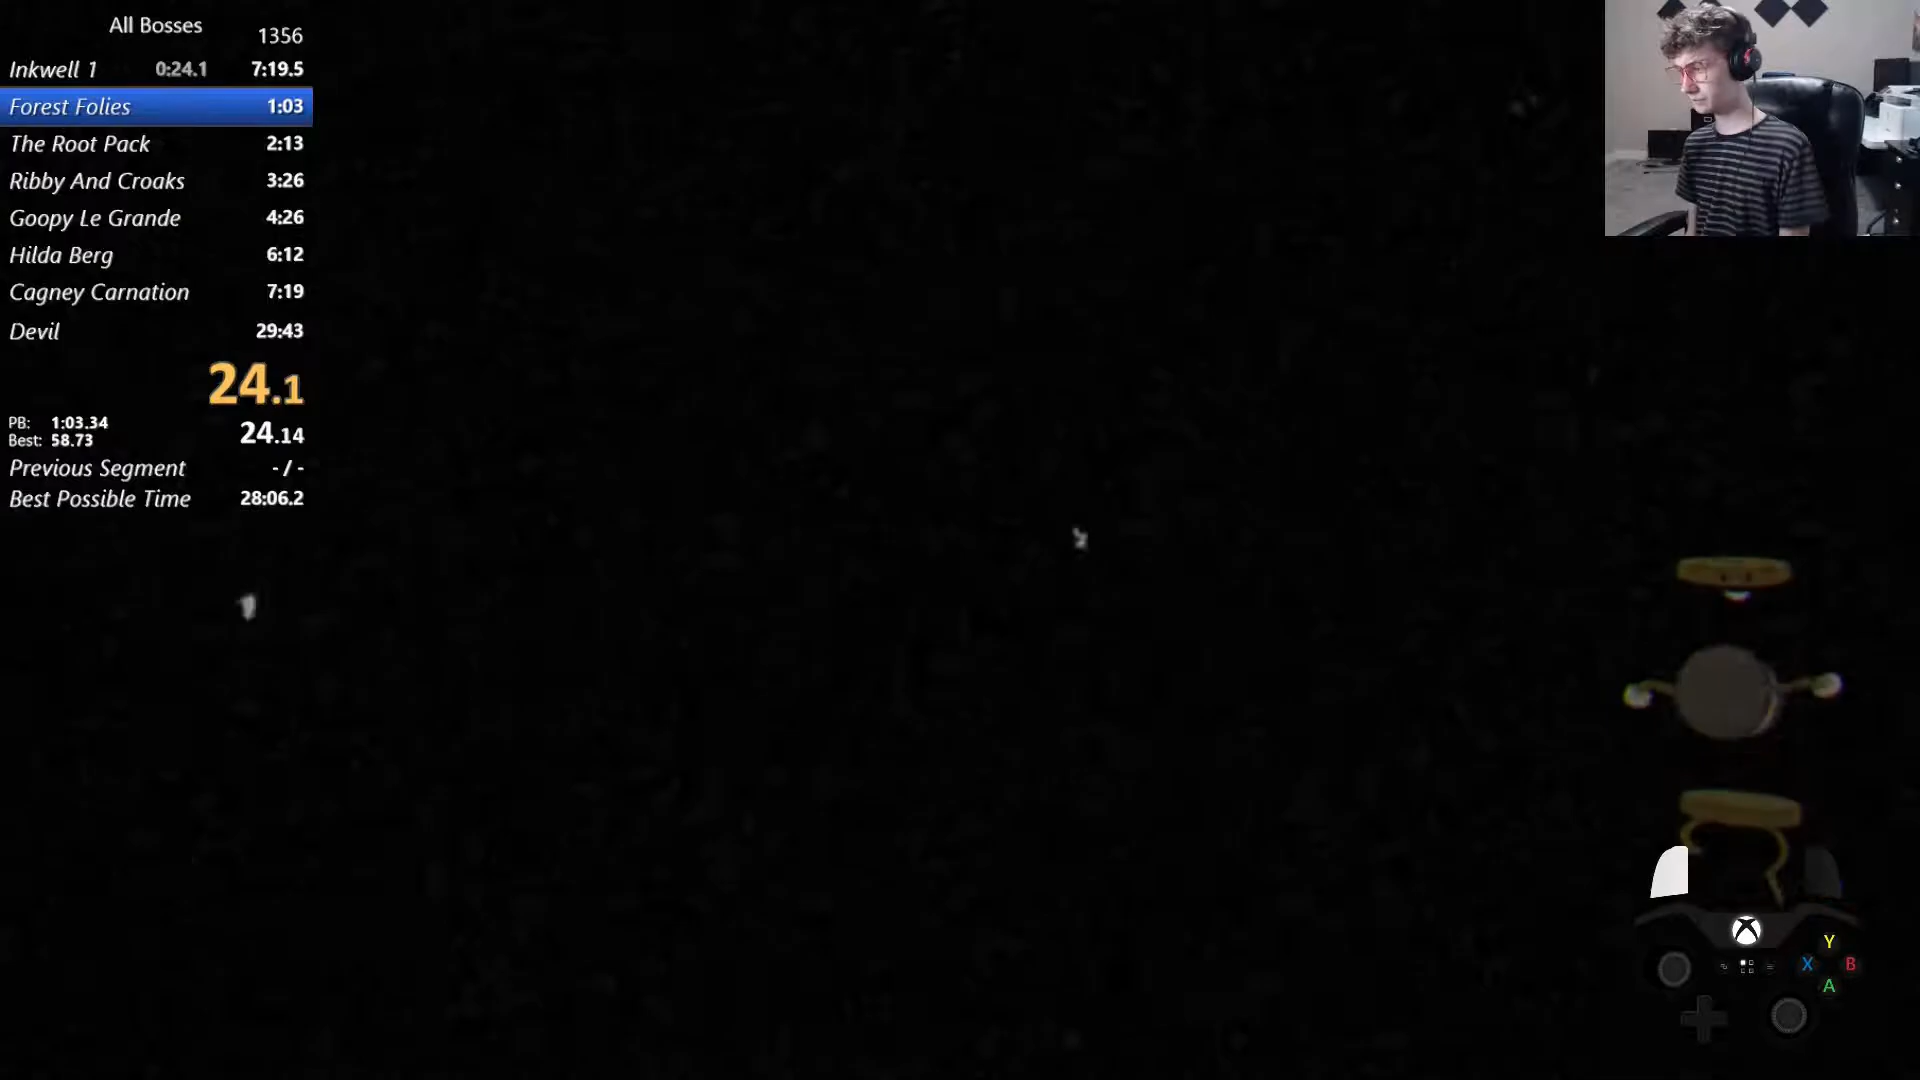 All Bosses
1356
Inkwell 1 0:24.1 7:19.5
Forest Folies 1:03
The Root Pack 2:13
Ribby And Croaks 3:26
Goopy Le Grande 4:26
Hilda Berg 6:12
Cagney Carnation 7:19
Devil 29:43
24.1
PB: 1:03.34
Best: 58.73
24.14
Previous Segment - / -
Best Possible Time 28:06.2
Y
X B
A